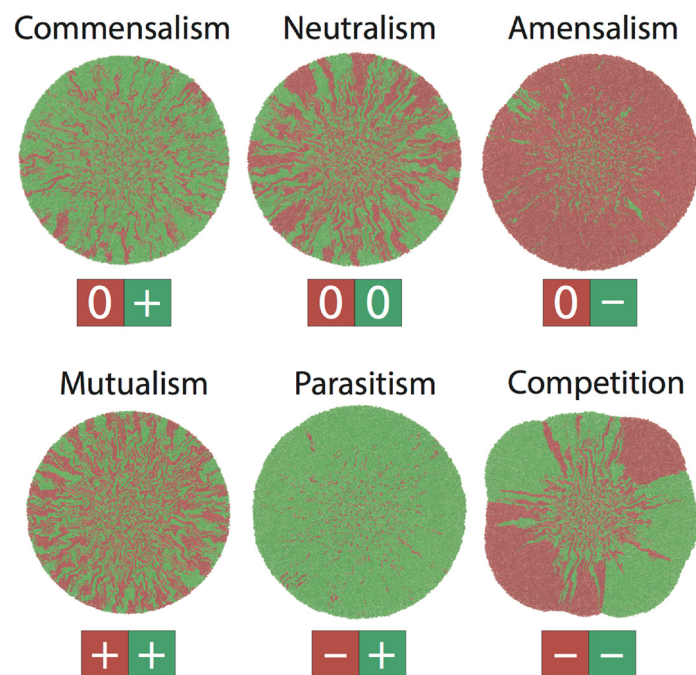 Commensalism Neutralism Amensalism
0 + 0 0 0 −
Mutualism Parasitism Competition
+ + − + − −